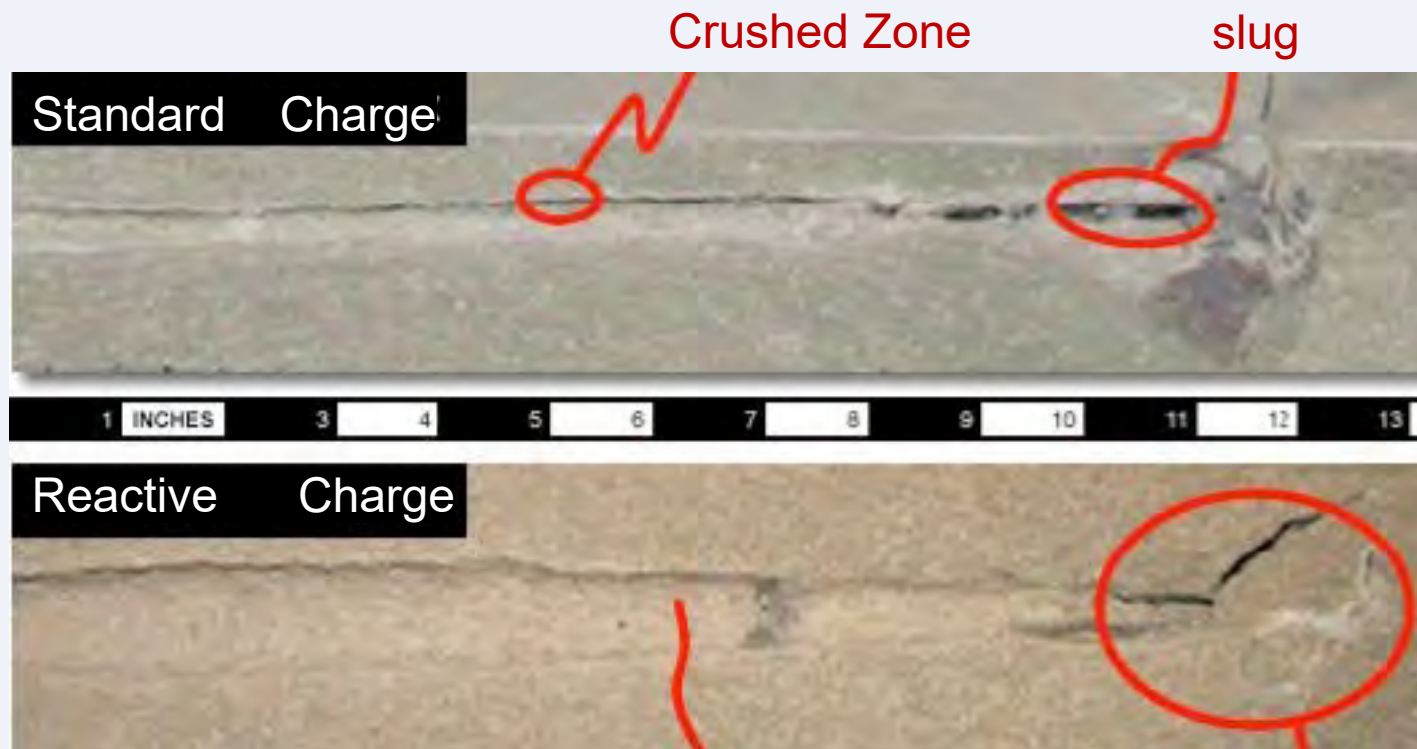 Crushed Zone slug
Standard Charge
1 INCHES 3 4 5 6 7 8 9 10 11 12 13
Reactive Charge